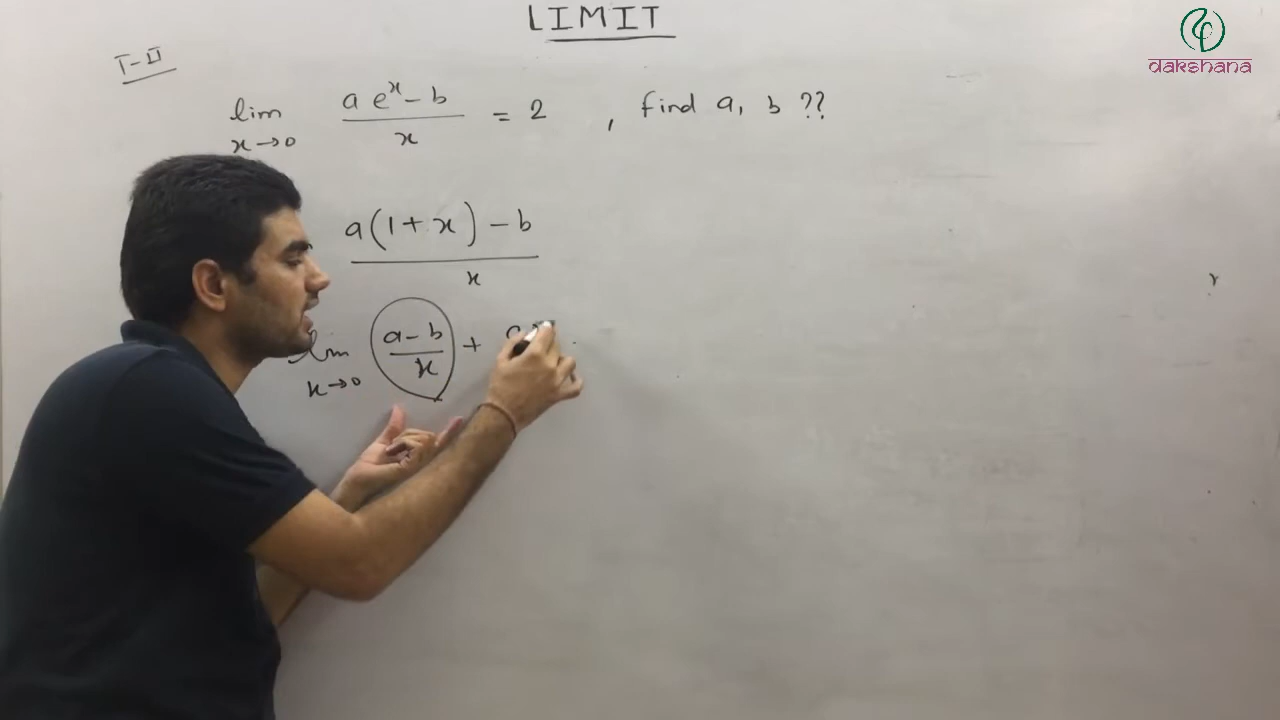 LIMIT
dakshana
T-II
lim x→0 a e^x - b / x = 2 , find a, b ??
a(1+x) - b / x
lim x→0 a-b / x +